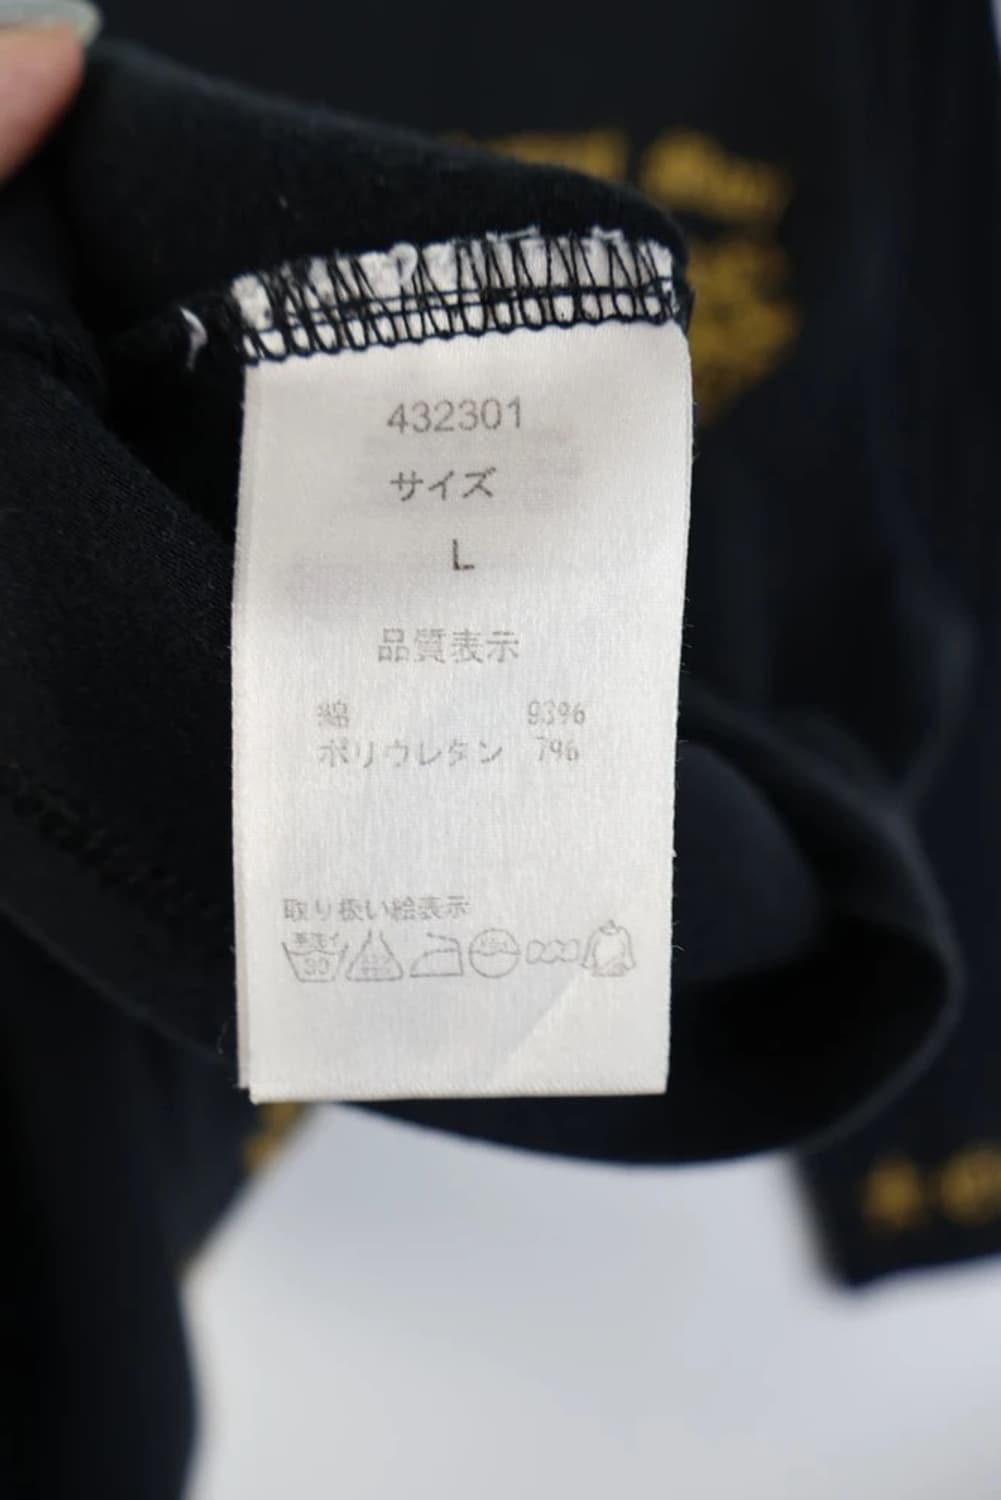 432301
サイズ
L
品質表示
綿 93%
ポリウレタン 7%
取り扱い絵表示
30